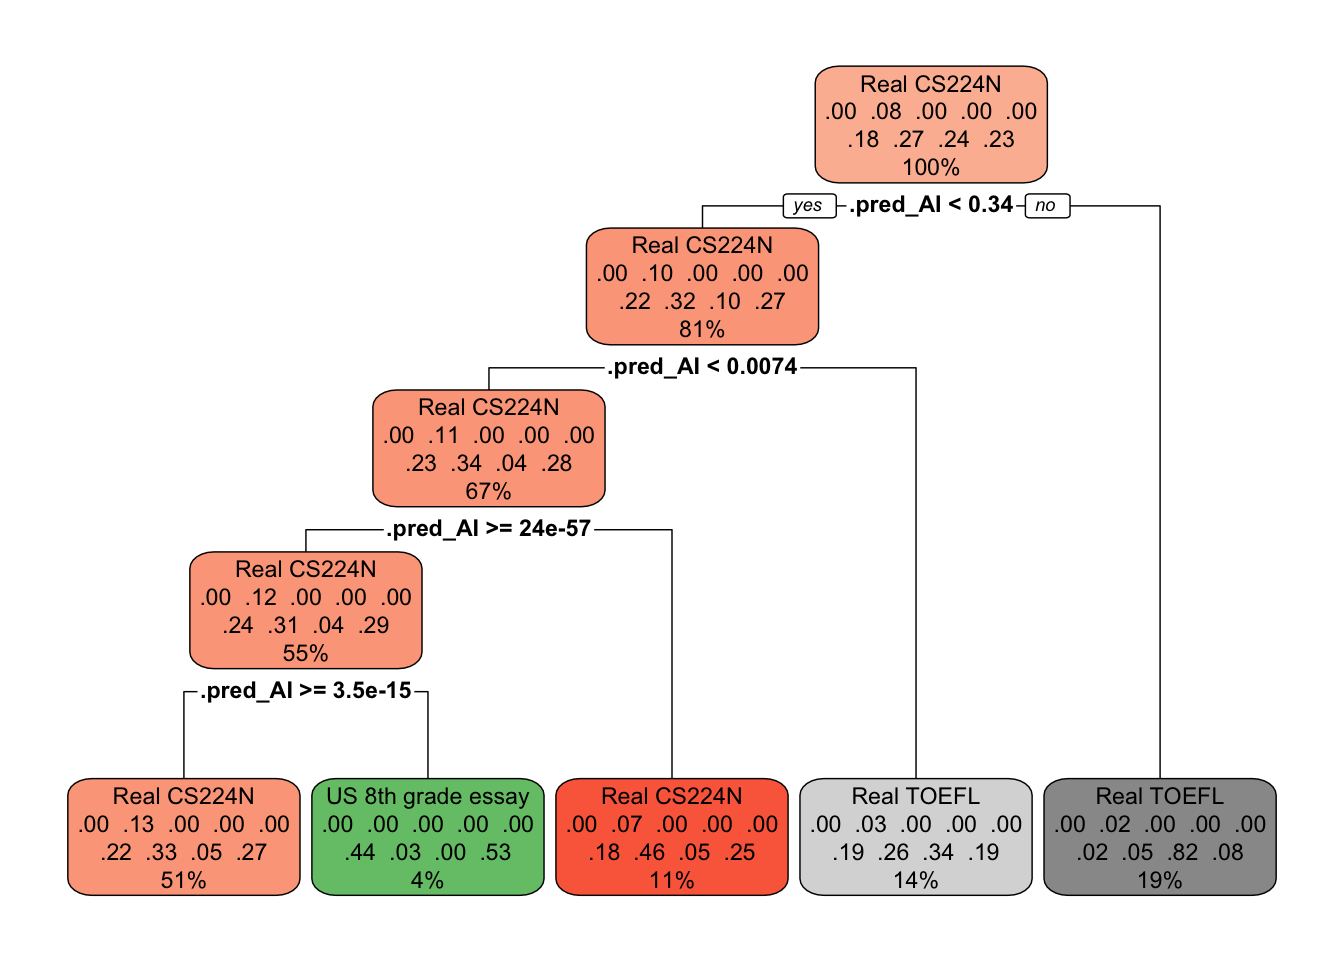 Real CS224N
.00 .08 .00 .00 .00
.18 .27 .24 .23
100%
yes .pred_AI < 0.34 no
Real CS224N
.00 .10 .00 .00 .00
.22 .32 .10 .27
81%
.pred_AI < 0.0074
Real CS224N
.00 .11 .00 .00 .00
.23 .34 .04 .28
67%
.pred_AI >= 24e-57
Real CS224N
.00 .12 .00 .00 .00
.24 .31 .04 .29
55%
.pred_AI >= 3.5e-15
Real CS224N
.00 .13 .00 .00 .00
.22 .33 .05 .27
51%
US 8th grade essay
.00 .00 .00 .00 .00
.44 .03 .00 .53
4%
Real CS224N
.00 .07 .00 .00 .00
.18 .46 .05 .25
11%
Real TOEFL
.00 .03 .00 .00 .00
.19 .26 .34 .19
14%
Real TOEFL
.00 .02 .00 .00 .00
.02 .05 .82 .08
19%